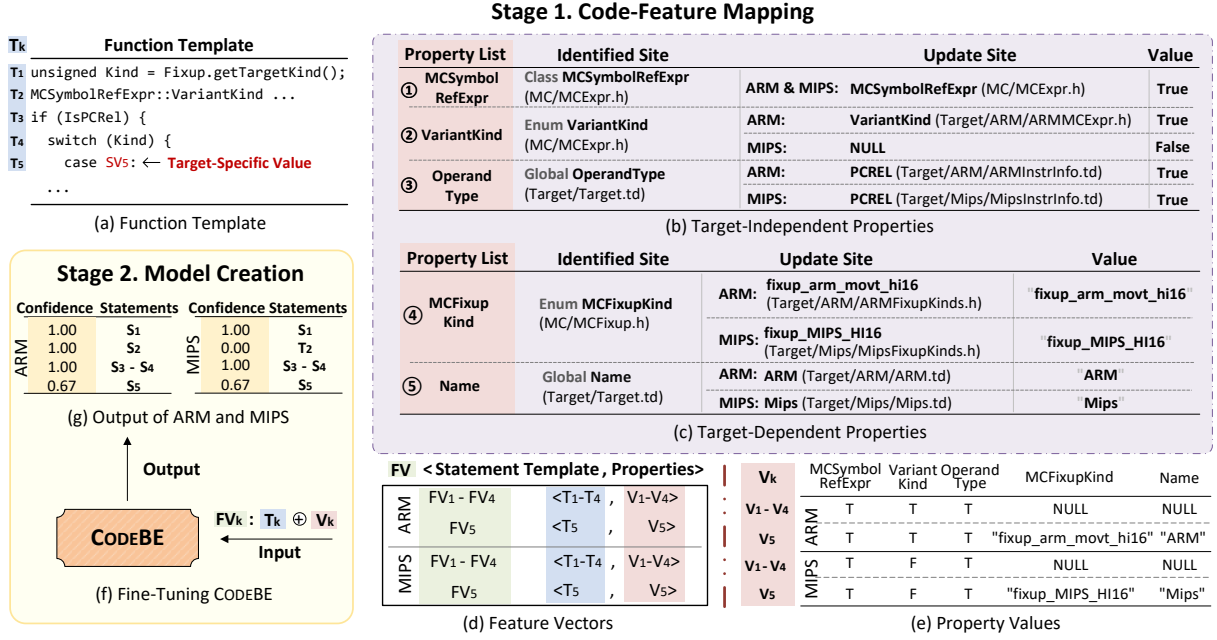 Stage 1. Code-Feature Mapping
Tk Function Template
T1 unsigned Kind = Fixup.getTargetKind();
T2 MCSymbolRefExpr::VariantKind ...
T3 if (IsPCRel) {
T4 switch (Kind) {
T5 case SV5: ← Target-Specific Value
...
(a) Function Template
Property List Identified Site Update Site Value
① MCSymbol RefExpr
Class MCSymbolRefExpr
(MC/MCExpr.h)
ARM & MIPS: MCSymbolRefExpr (MC/MCExpr.h) True
② VariantKind
Enum VariantKind
(MC/MCExpr.h)
ARM: VariantKind (Target/ARM/ARMMCExpr.h) True
MIPS: NULL False
③ Operand Type
Global OperandType
(Target/Target.td)
ARM: PCREL (Target/ARM/ARMInstrInfo.td) True
MIPS: PCREL (Target/Mips/MipsInstrInfo.td) True
(b) Target-Independent Properties
Property List Identified Site Update Site Value
④ MCFixup Kind
Enum MCFixupKind
(MC/MCFixup.h)
ARM: fixup_arm_movt_hi16
(Target/ARM/ARMFixupKinds.h)
"fixup_arm_movt_hi16"
MIPS: fixup_MIPS_HI16
(Target/Mips/MipsFixupKinds.h)
"fixup_MIPS_HI16"
⑤ Name
Global Name
(Target/Target.td)
ARM: ARM (Target/ARM/ARM.td) "ARM"
MIPS: Mips (Target/Mips/Mips.td) "Mips"
(c) Target-Dependent Properties
Stage 2. Model Creation
Confidence Statements Confidence Statements
ARM
1.00 S1
1.00 S2
1.00 S3 - S4
0.67 S5
MIPS
1.00 S1
0.00 T2
1.00 S3 - S4
0.67 S5
(g) Output of ARM and MIPS
Output
CODEBE
FVk : Tk ⊕ Vk
Input
(f) Fine-Tuning CODEBE
FV < Statement Template , Properties>
ARM
FV1 - FV4 <T1-T4 , V1-V4>
FV5 <T5 , V5>
MIPS
FV1 - FV4 <T1-T4 , V1-V4>
FV5 <T5 , V5>
(d) Feature Vectors
Vk MCSymbol RefExpr Variant Kind Operand Type MCFixupKind Name
ARM
V1 - V4 T T T NULL NULL
V5 T T T "fixup_arm_movt_hi16" "ARM"
MIPS
V1 - V4 T F T NULL NULL
V5 T F T "fixup_MIPS_HI16" "Mips"
(e) Property Values